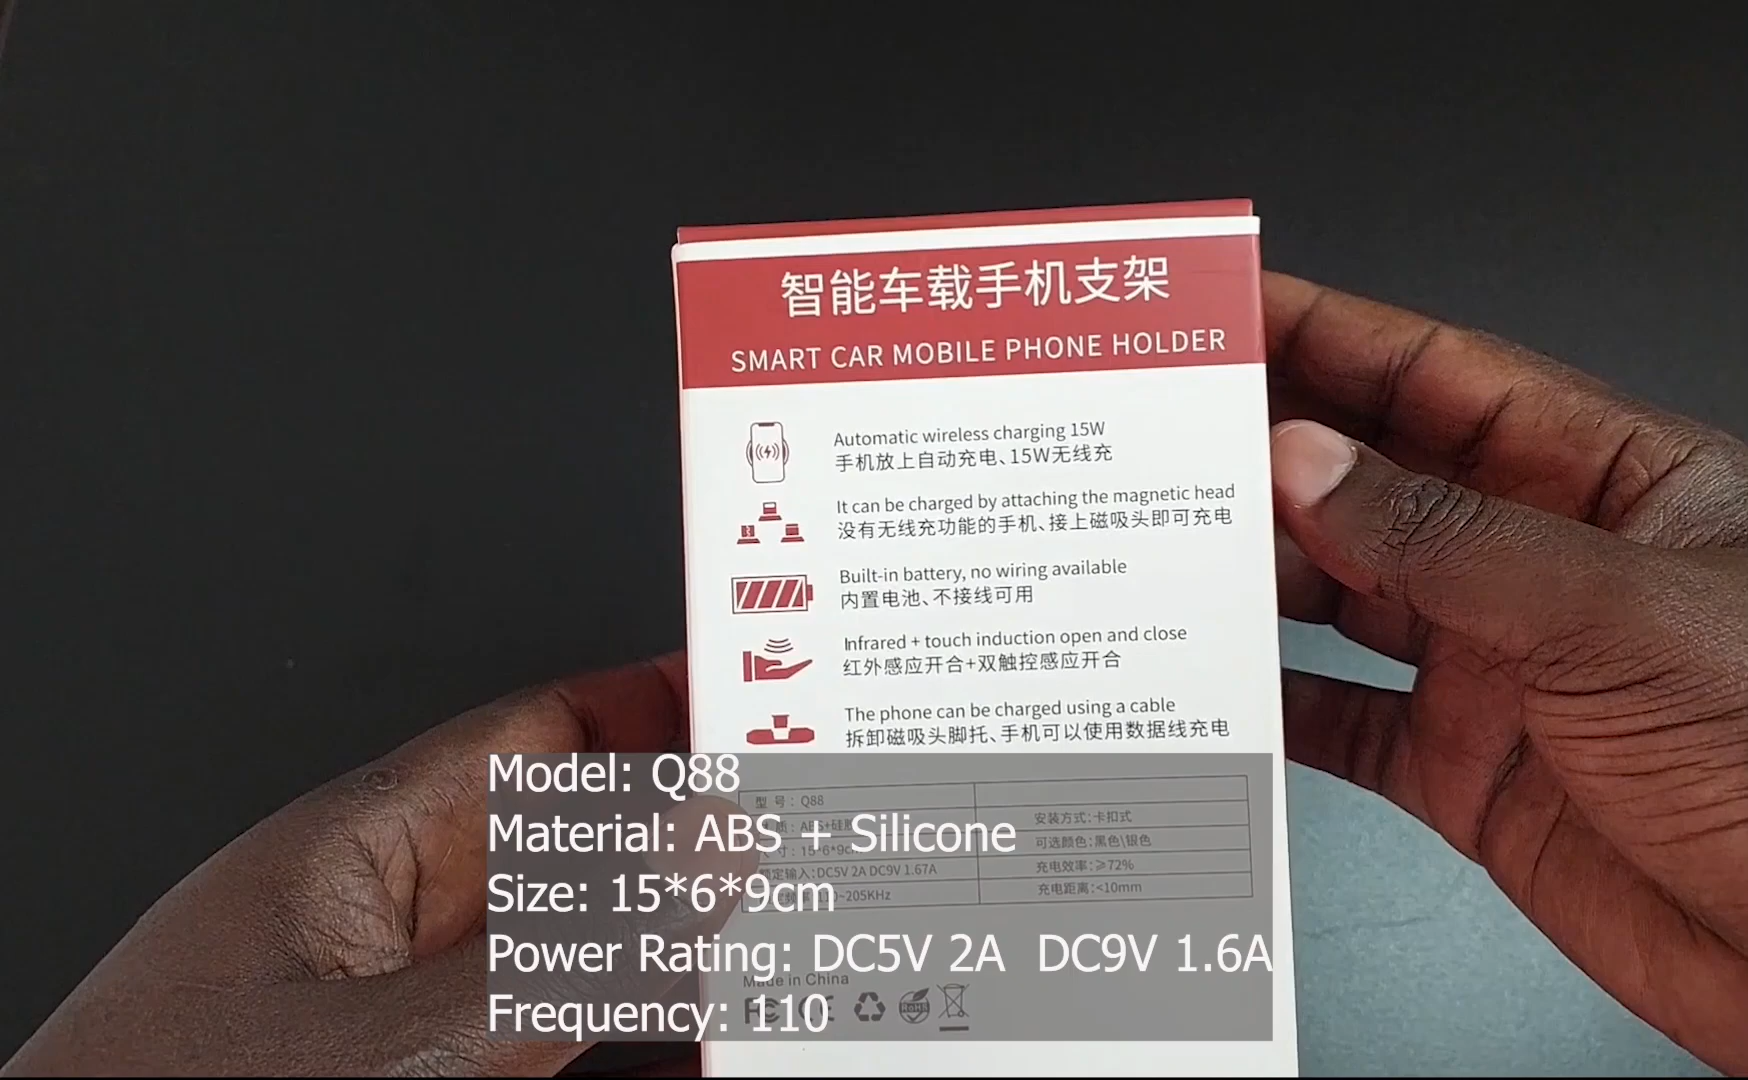 智能车载手机支架
SMART CAR MOBILE PHONE HOLDER
Automatic wireless charging 15W
手机放上自动充电、15W无线充
It can be charged by attaching the magnetic head
没有无线充功能的手机、接上磁吸头即可充电
Built-in battery, no wiring available
内置电池、不接线可用
Infrared + touch induction open and close
红外感应开合+双触控感应开合
The phone can be charged using a cable
拆卸磁吸头脚托、手机可以使用数据线充电
型 号：Q88
安装方式：卡扣式
可选颜色：黑色\银色
DC5V 2A DC9V 1.67A
充电效率：≥72%
~205KHz
充电距离：<10mm
Made in China
FC CE RoHS
Model: Q88
Material: ABS + Silicone
Size: 15*6*9cm
Power Rating: DC5V 2A DC9V 1.6A
Frequency: 110